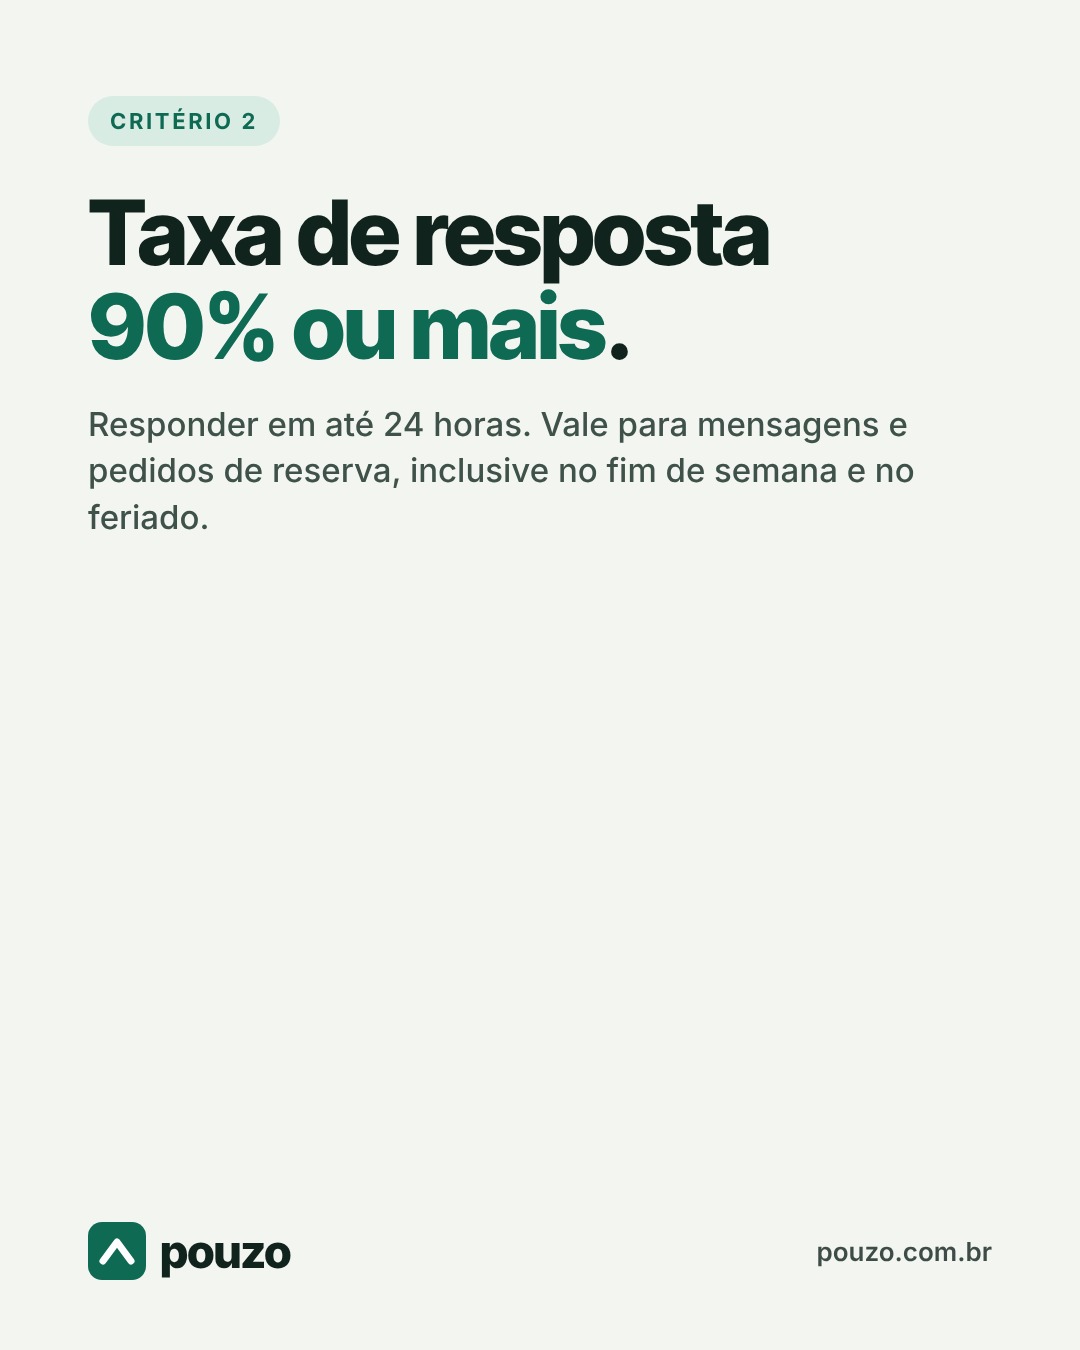 CRITÉRIO 2
Taxa de resposta
90% ou mais.
Responder em até 24 horas. Vale para mensagens e
pedidos de reserva, inclusive no fim de semana e no
feriado.
pouzo
pouzo.com.br